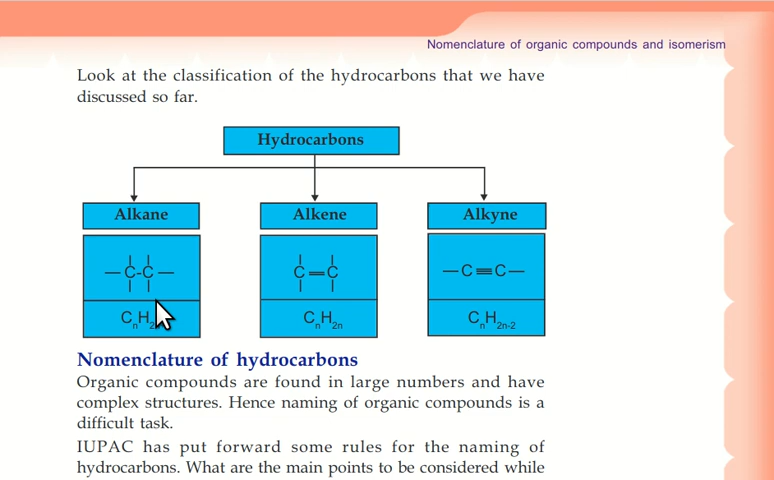 Nomenclature of organic compounds and isomerism
Look at the classification of the hydrocarbons that we have
discussed so far.
Hydrocarbons
Alkane Alkene Alkyne
—C-C— C=C —C≡C—
CₙH₂ CₙH₂ₙ CₙH₂ₙ₋₂
Nomenclature of hydrocarbons
Organic compounds are found in large numbers and have
complex structures. Hence naming of organic compounds is a
difficult task.
IUPAC has put forward some rules for the naming of
hydrocarbons. What are the main points to be considered while